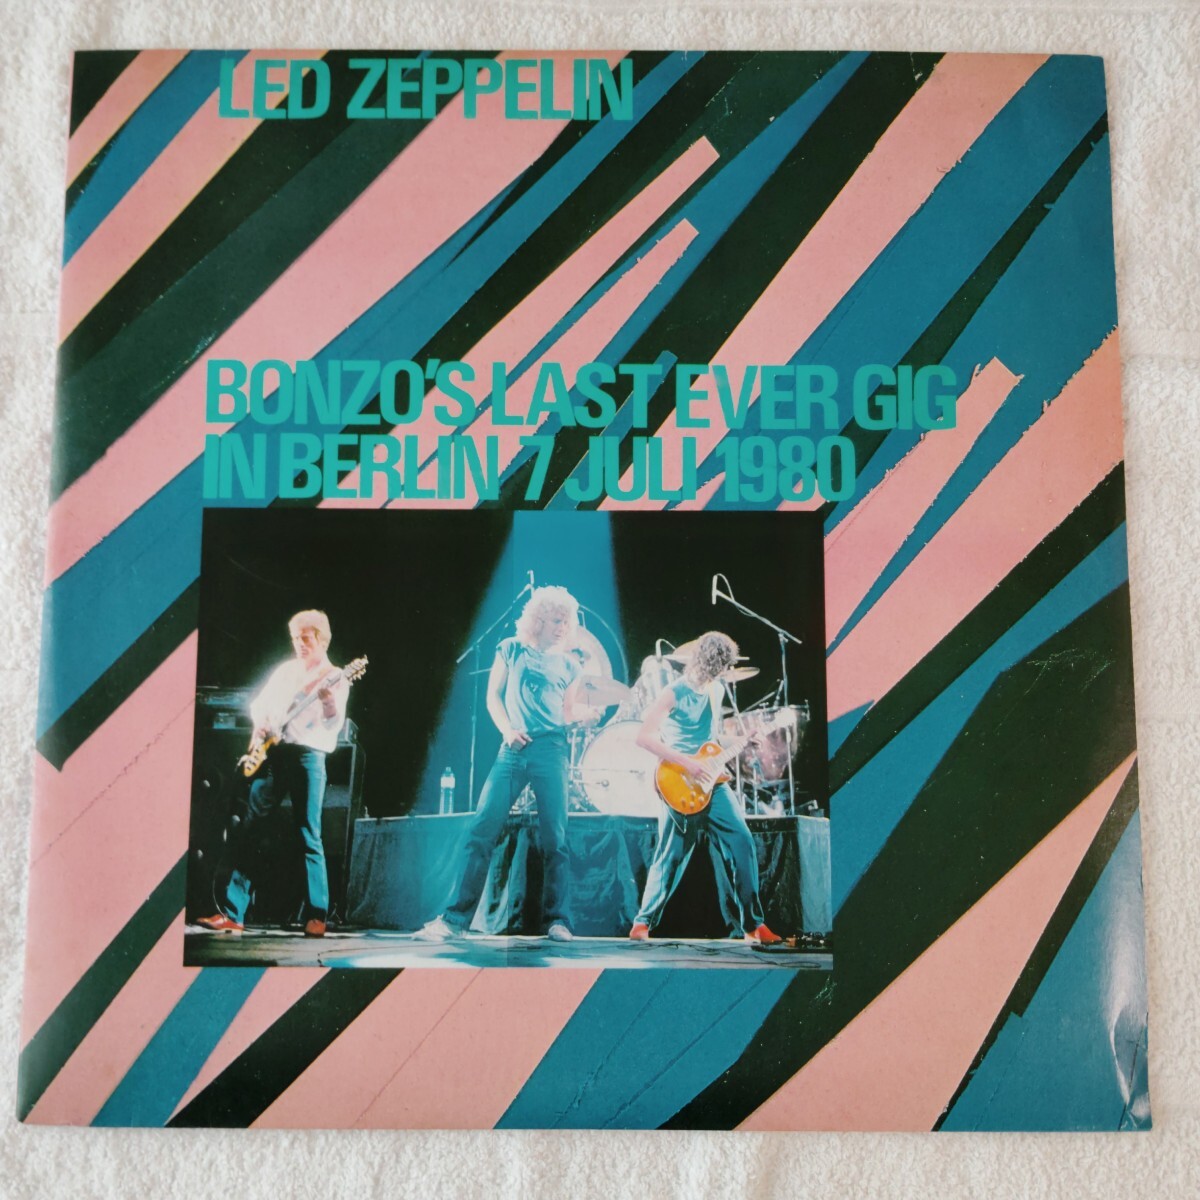 LED ZEPPELIN
BONZO'S LAST EVER GIG
IN BERLIN 7 JULI 1980